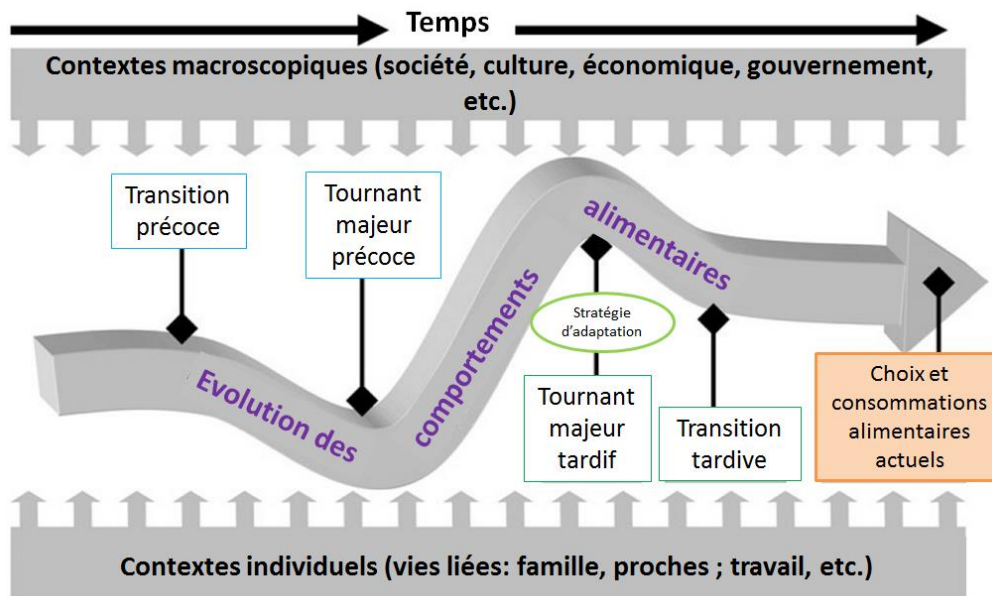 Temps
Contextes macroscopiques (société, culture, économique, gouvernement,
etc.)
Transition
précoce
Tournant
majeur
précoce
Evolution des
comportements
alimentaires
Stratégie
d’adaptation
Tournant
majeur
tardif
Transition
tardive
Choix et
consommations
alimentaires
actuels
Contextes individuels (vies liées: famille, proches ; travail, etc.)